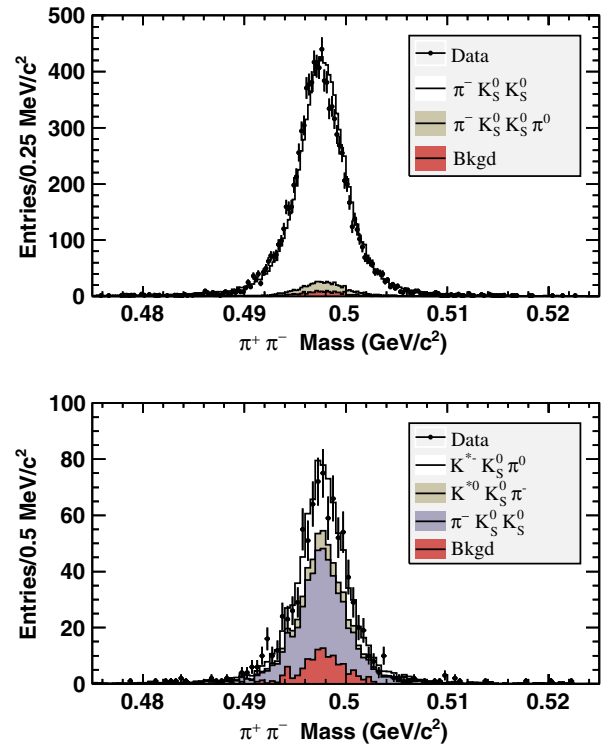 Entries/0.25 MeV/c²
500
400
300
200
100
0
Data
π⁻ K⁰S K⁰S
π⁻ K⁰S K⁰S π⁰
Bkgd
0.48 0.49 0.5 0.51 0.52
π⁺ π⁻ Mass (GeV/c²)
Entries/0.5 MeV/c²
100
80
60
40
20
0
Data
K*⁻ K⁰S π⁰
K*⁰ K⁰S π⁻
π⁻ K⁰S K⁰S
Bkgd
0.48 0.49 0.5 0.51 0.52
π⁺ π⁻ Mass (GeV/c²)